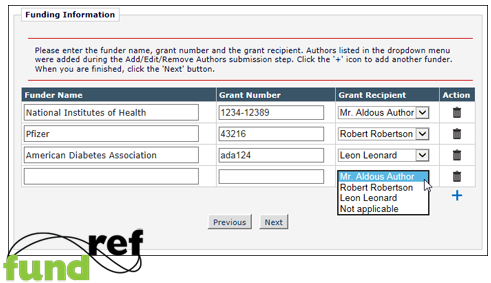 Funding Information
Please enter the funder name, grant number and the grant recipient. Authors listed in the dropdown menu
were added during the Add/Edit/Remove Authors submission step. Click the '+' icon to add another funder.
When you are finished, click the 'Next' button.
Funder Name Grant Number Grant Recipient Action
National Institutes of Health 1234-12389 Mr. Aldous Author
Pfizer 43216 Robert Robertson
American Diabetes Association ada124 Leon Leonard
Mr. Aldous Author
Robert Robertson
Leon Leonard
Not applicable
+
Previous Next
fundref